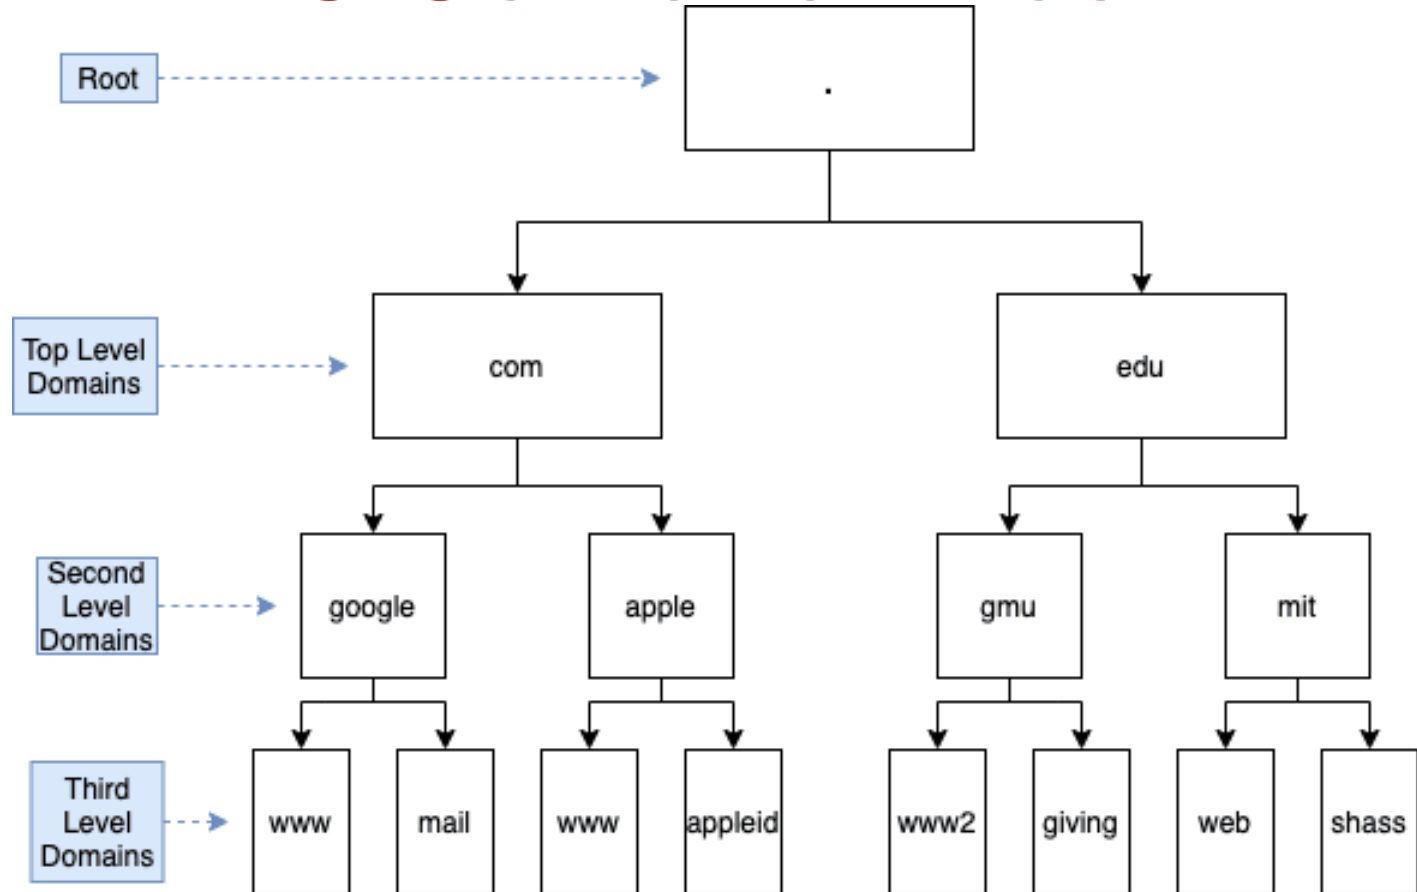 Root
.
Top Level
Domains
com
edu
Second
Level
Domains
google
apple
gmu
mit
Third
Level
Domains
www
mail
www
appleid
www2
giving
web
shass